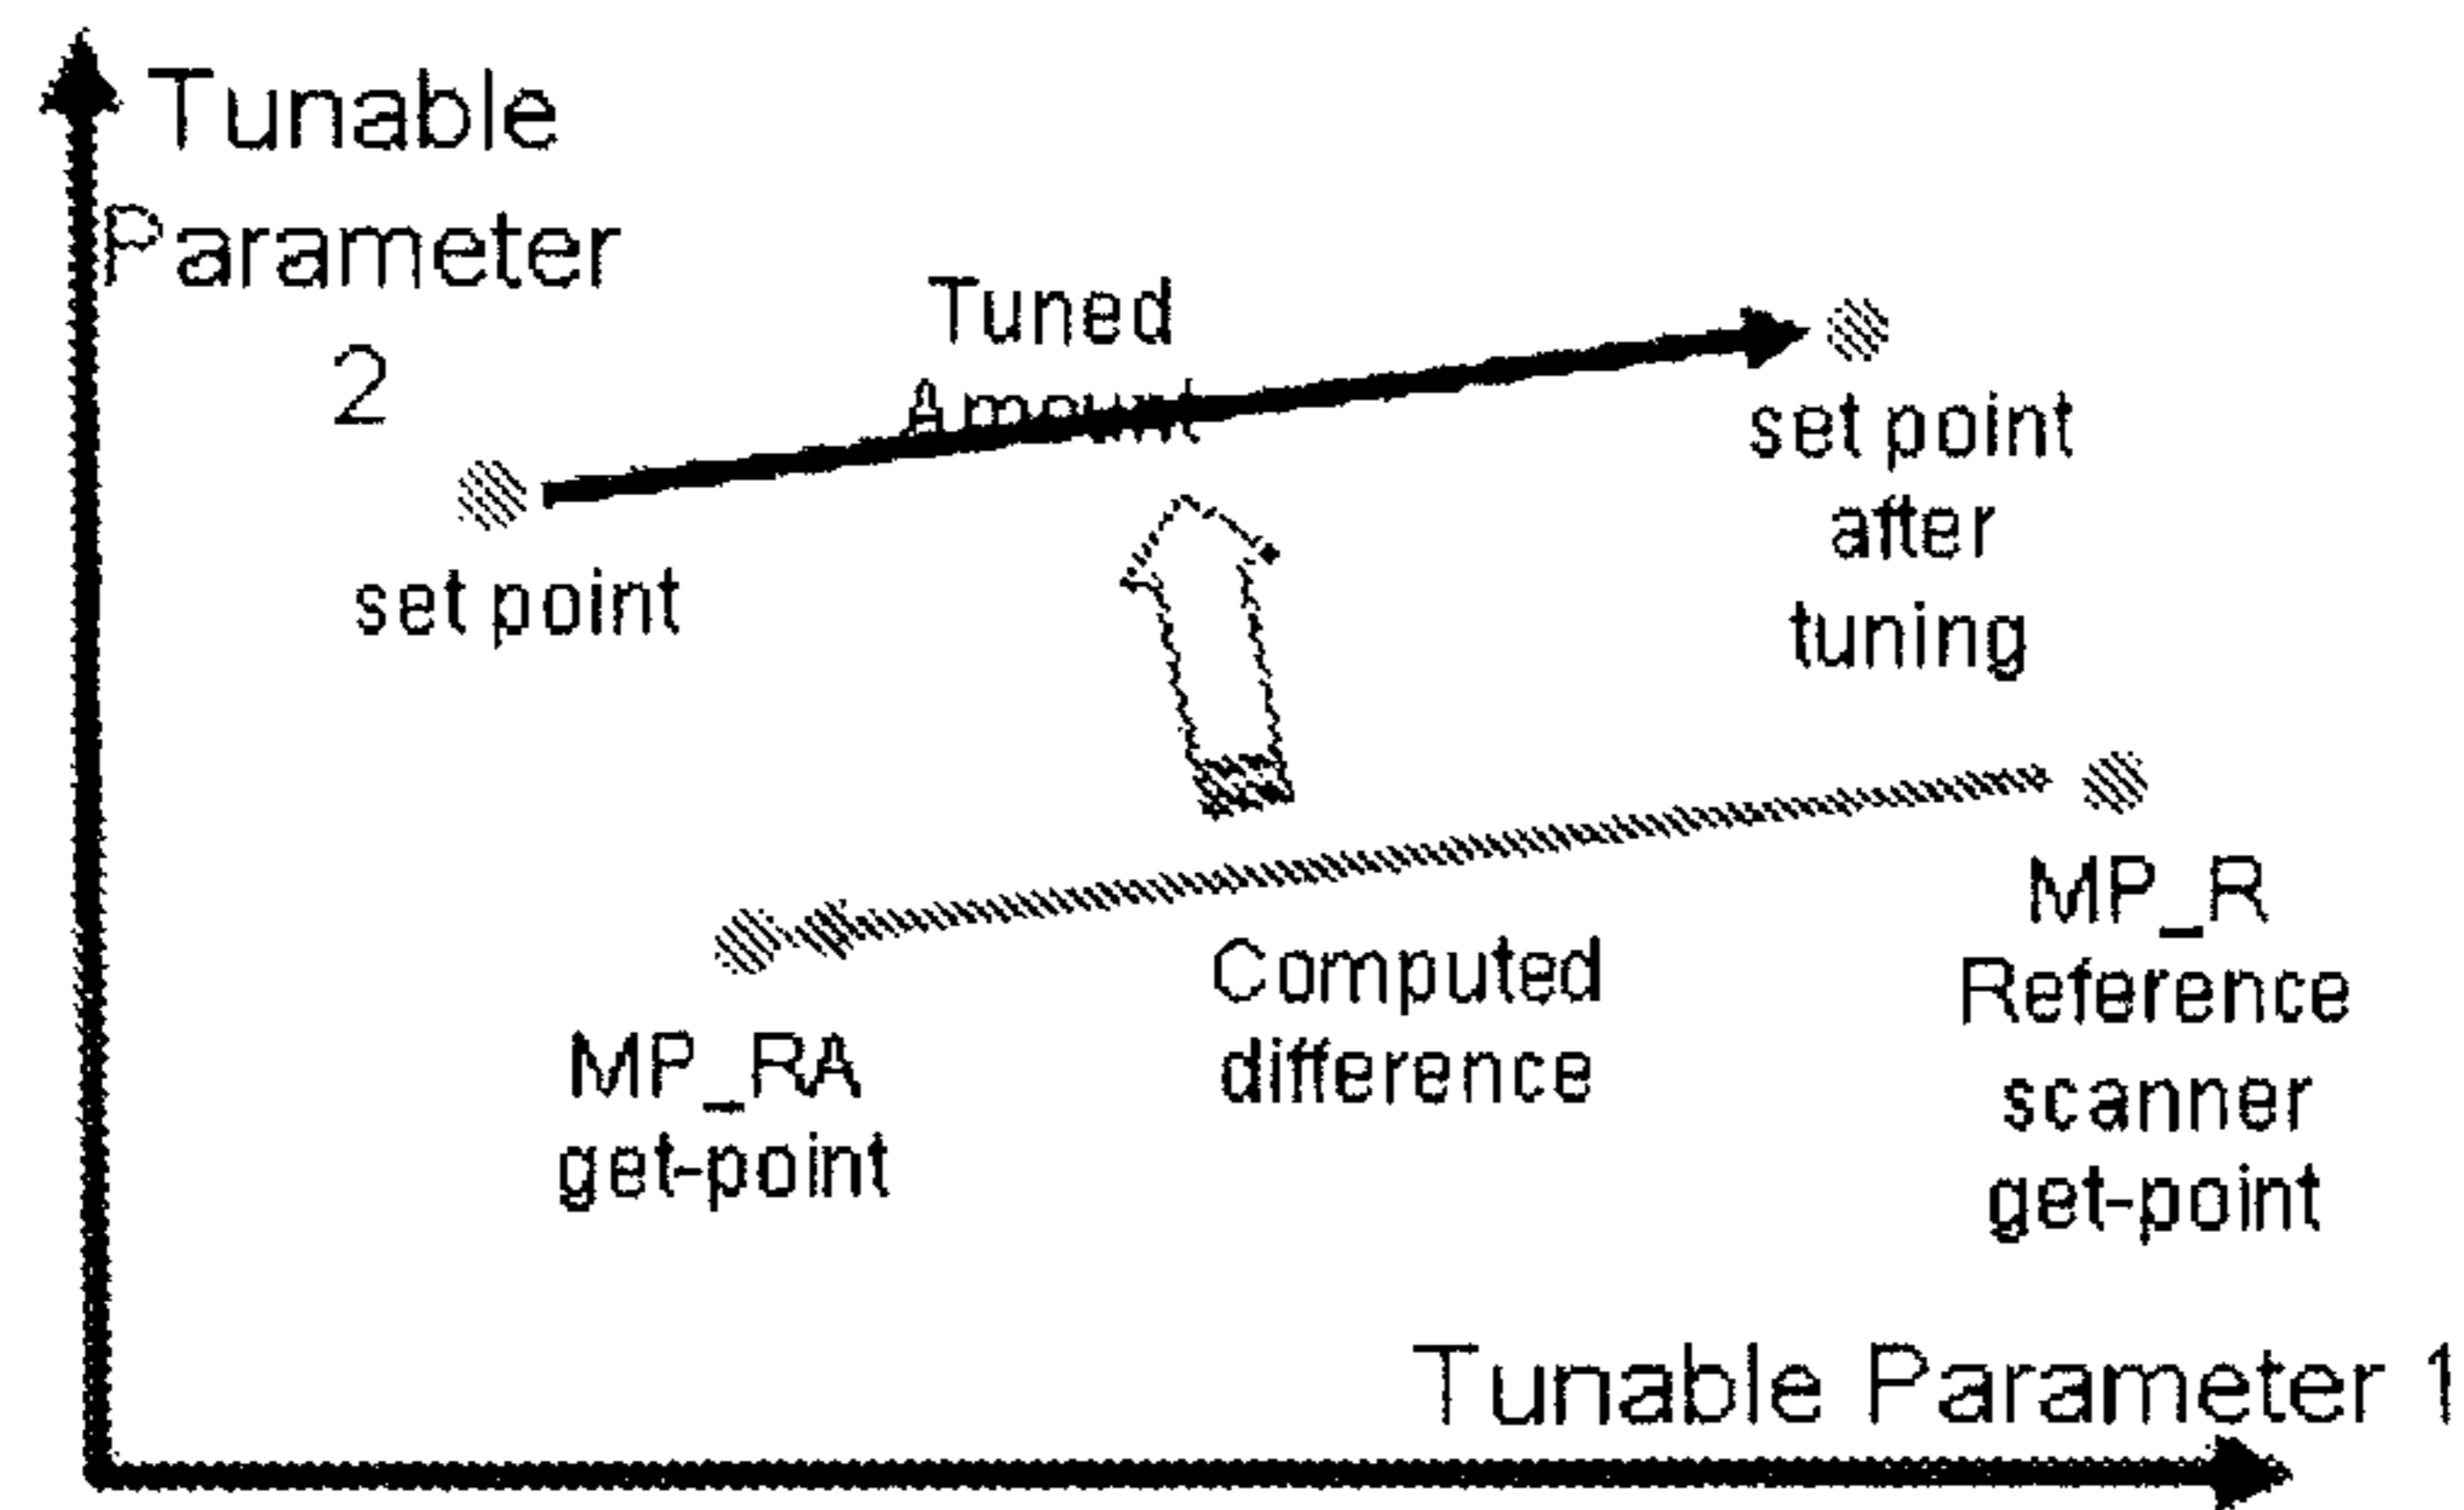 Tunable
Parameter
2
Tuned
Amount
set point
set point
after
tuning
MP_RA
get-point
Computed
difference
MP_R
Reference
scanner
get-point
Tunable Parameter 1